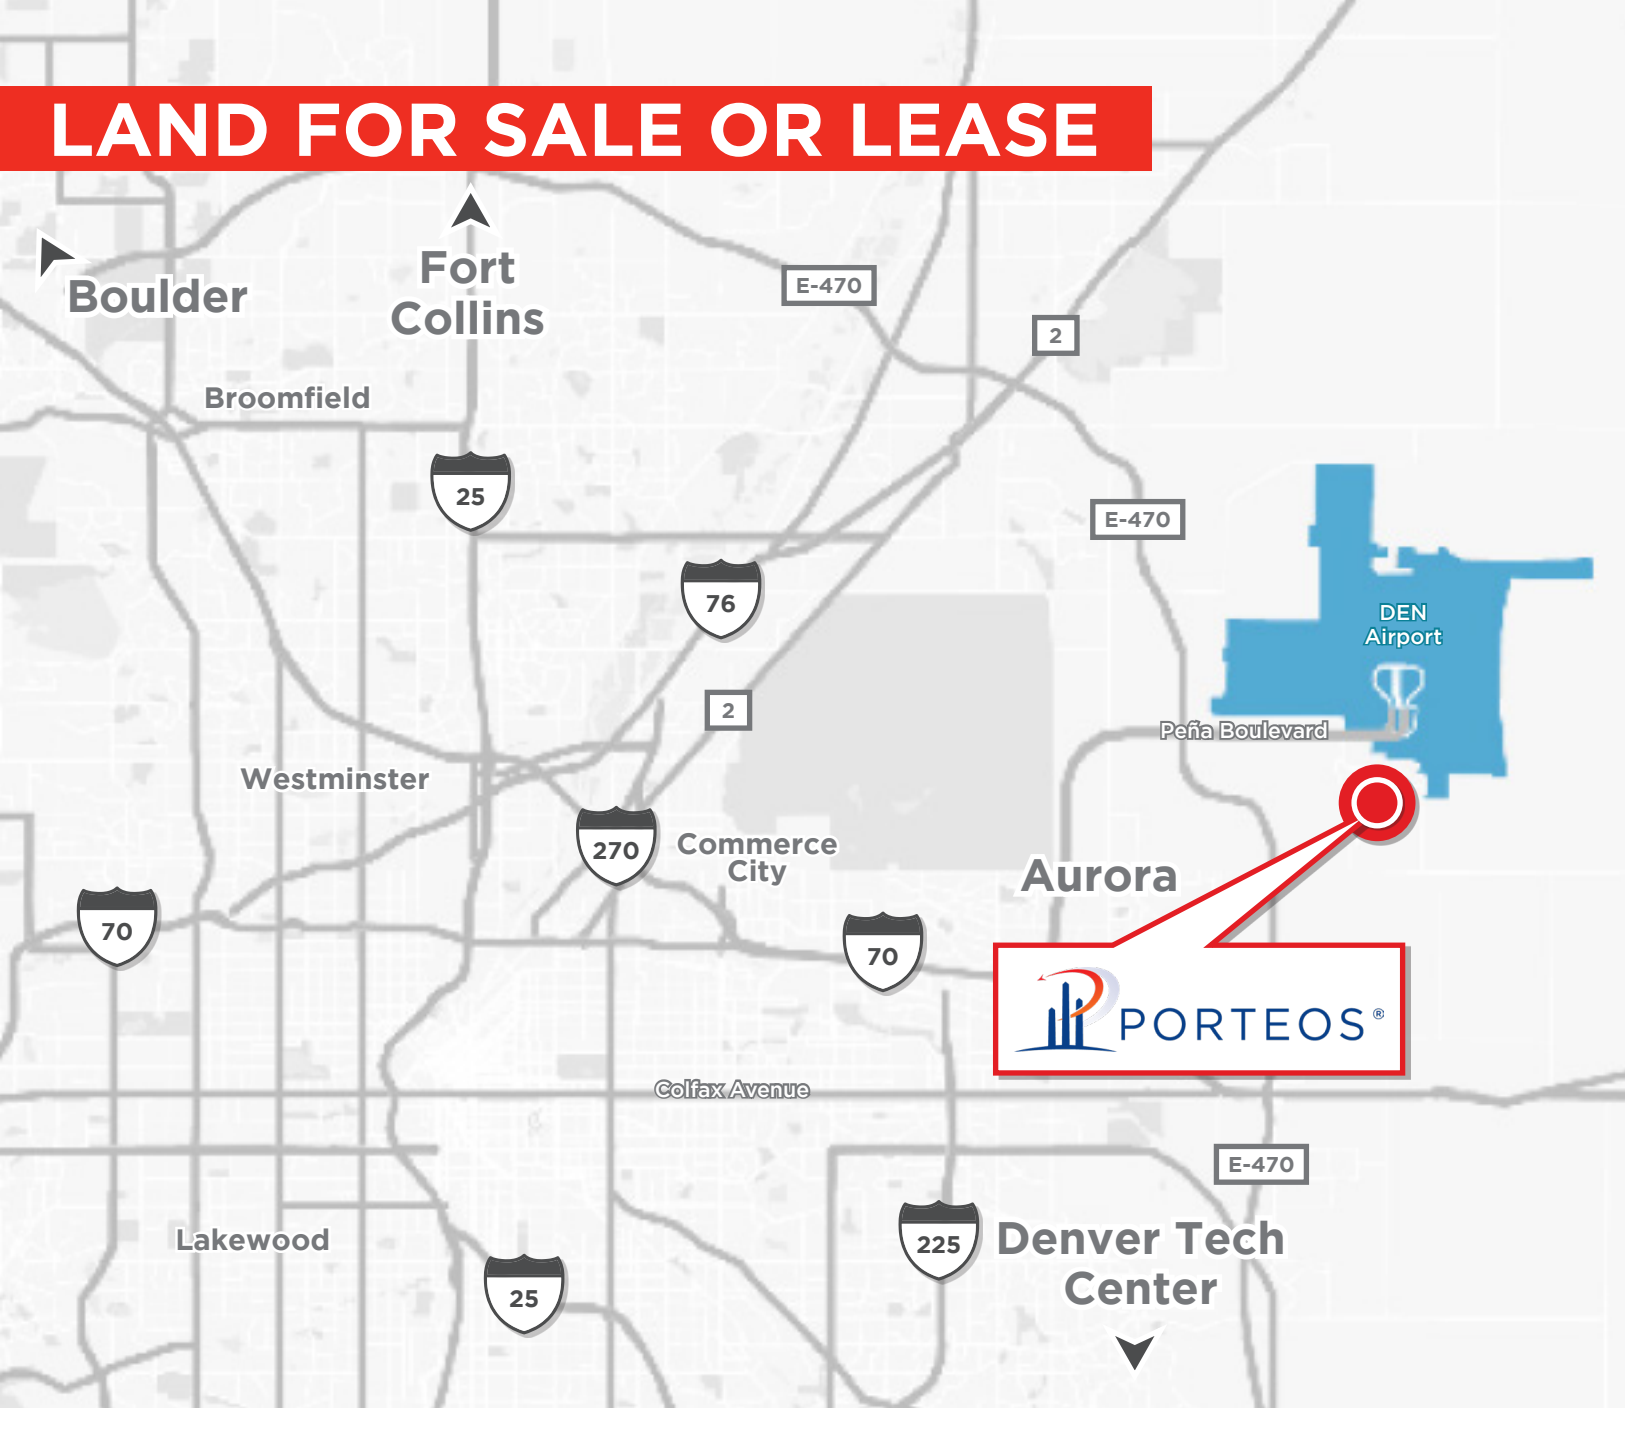 LAND FOR SALE OR LEASE
Fort
Collins
Boulder
E-470
2
Broomfield
25
E-470
76
DEN
Airport
2
Peña Boulevard
Westminster
270
Commerce
City
Aurora
70
70
PORTEOS®
Colfax Avenue
E-470
Lakewood
225
Denver Tech
Center
25